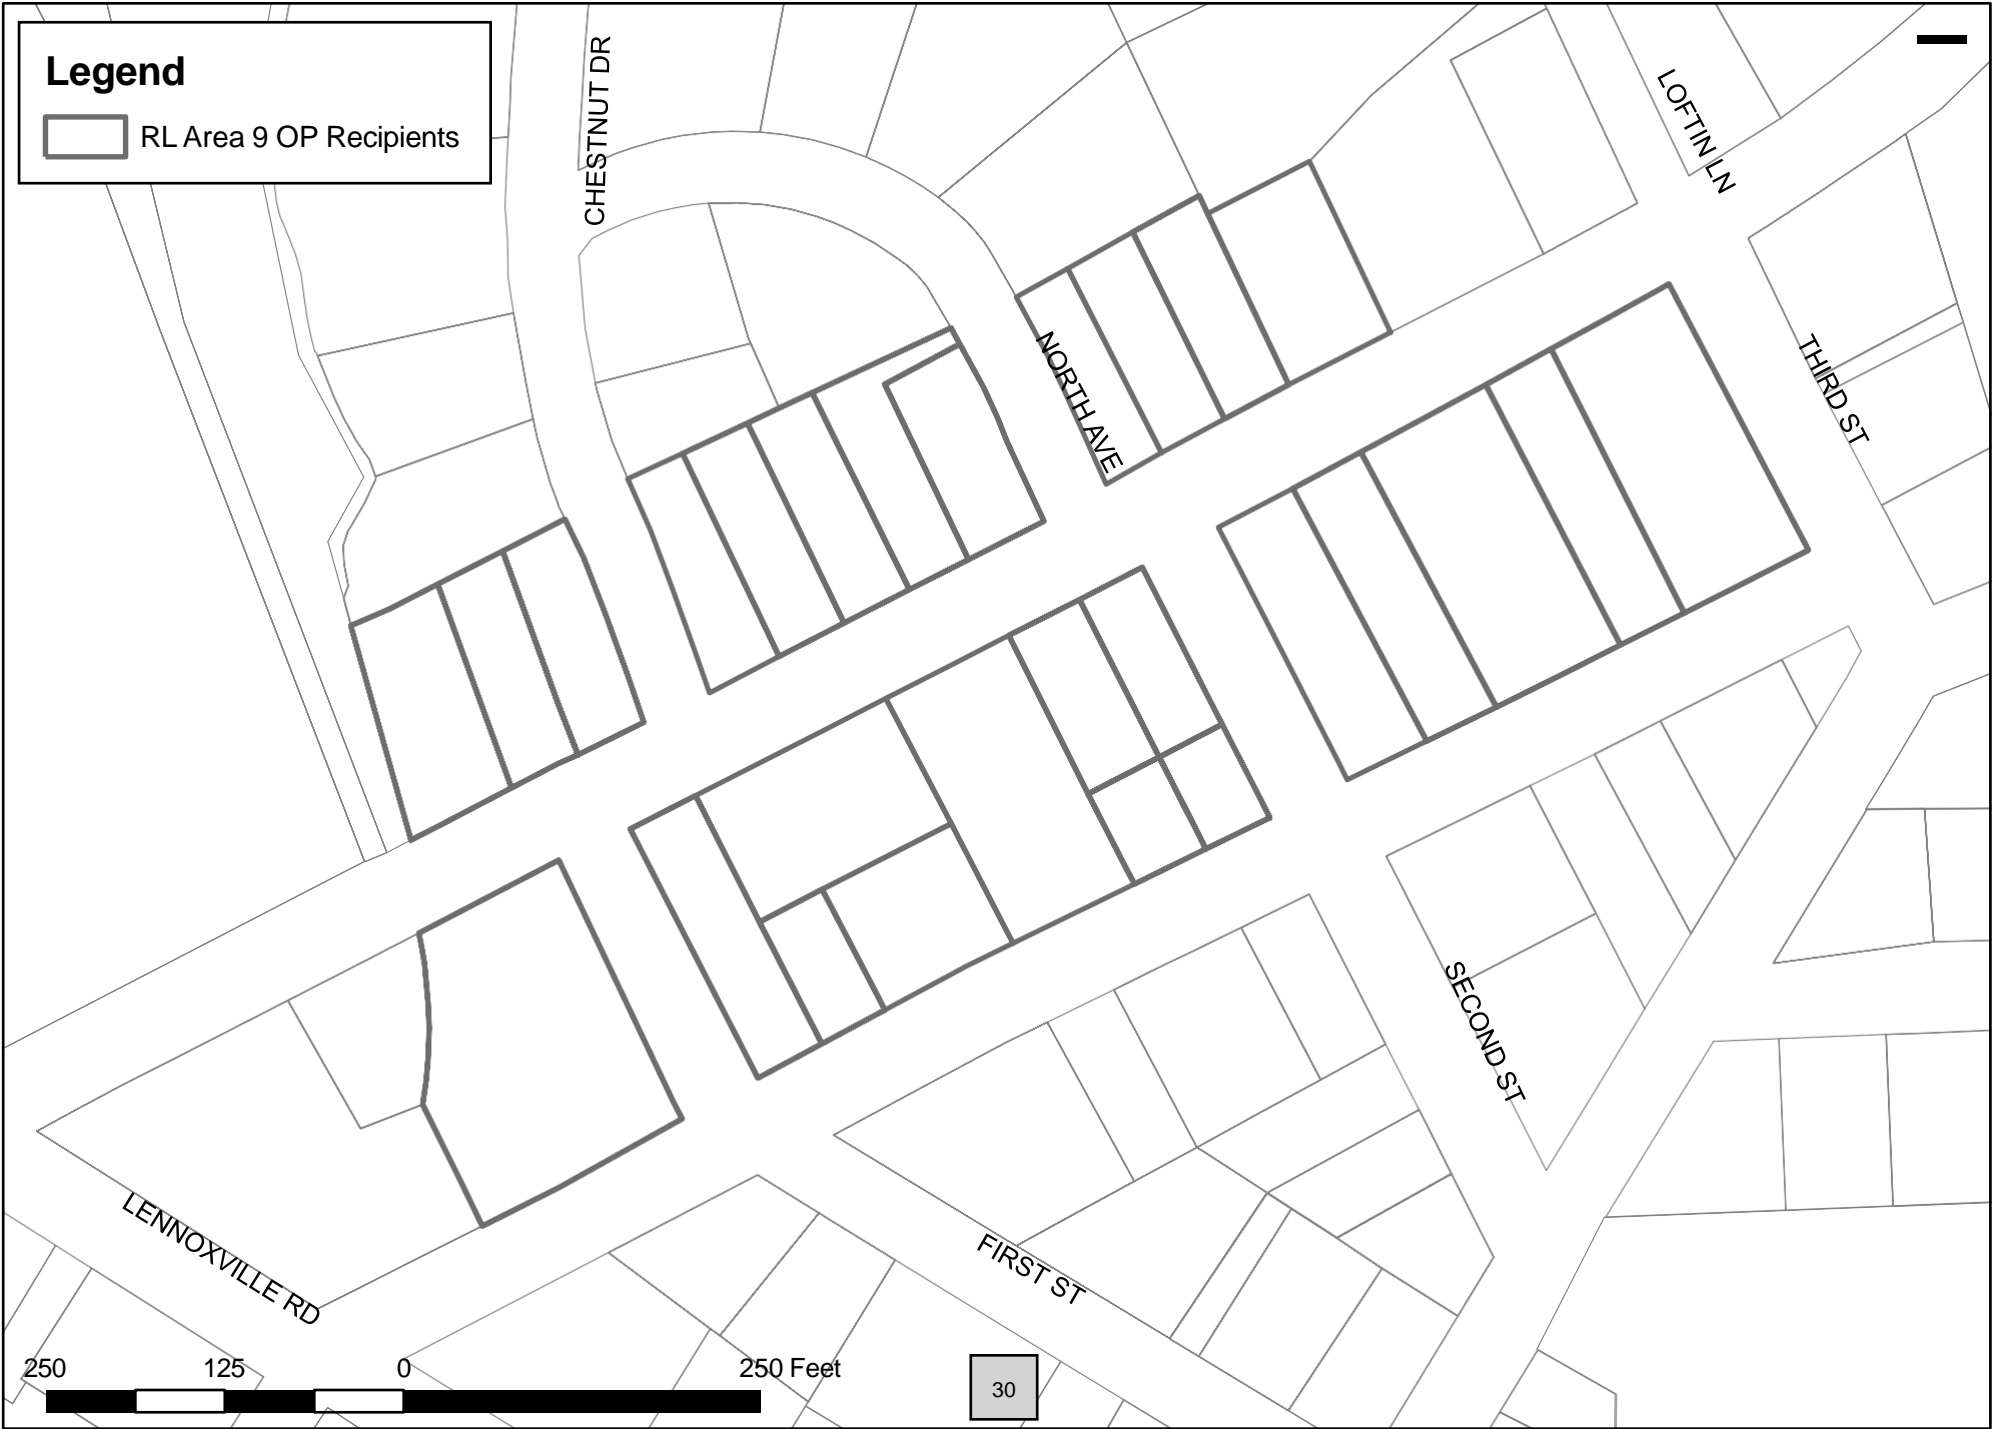 Legend
RL Area 9 OP Recipients
CHESTNUT DR
LOFTIN LN
NORTH AVE
THIRD ST
SECOND ST
LENNOXVILLE RD
FIRST ST
250 125 0 250 Feet
30